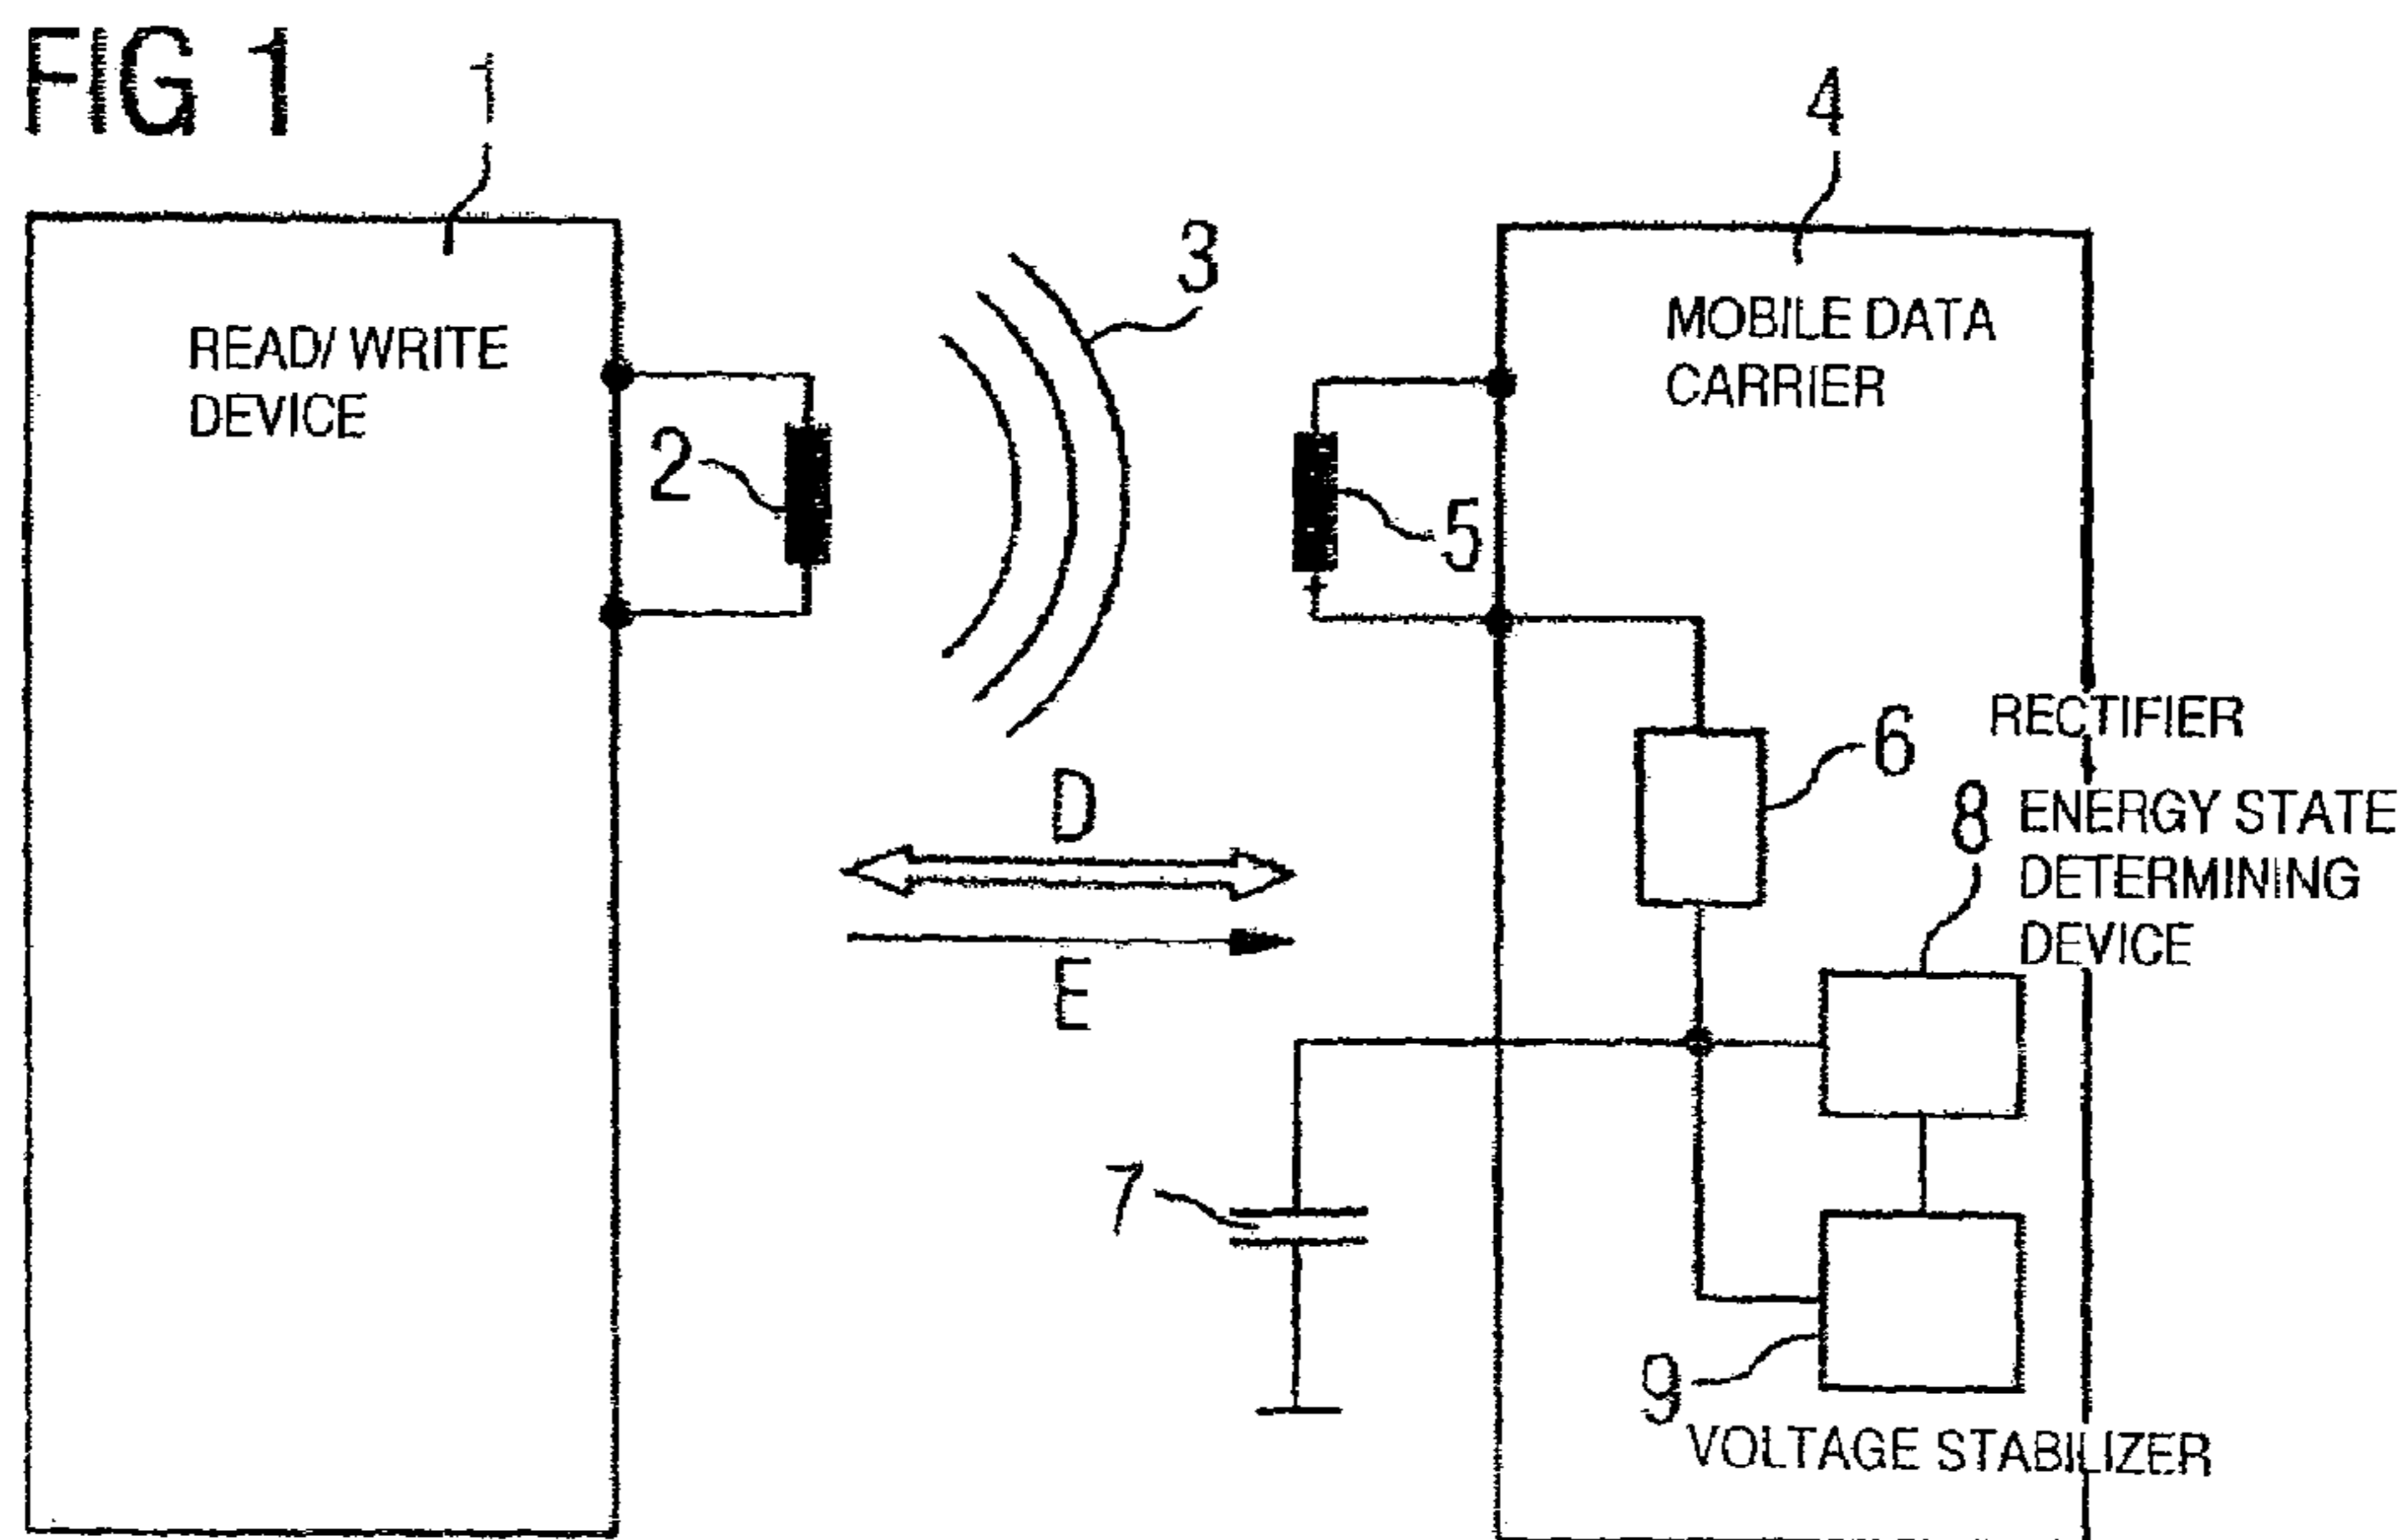 FIG 1
1
4
3
READ/ WRITE
DEVICE
MOBILE DATA
CARRIER
2
5
RECTIFIER
6
D
8
ENERGY STATE
DETERMINING
DEVICE
E
7
9
VOLTAGE STABILIZER